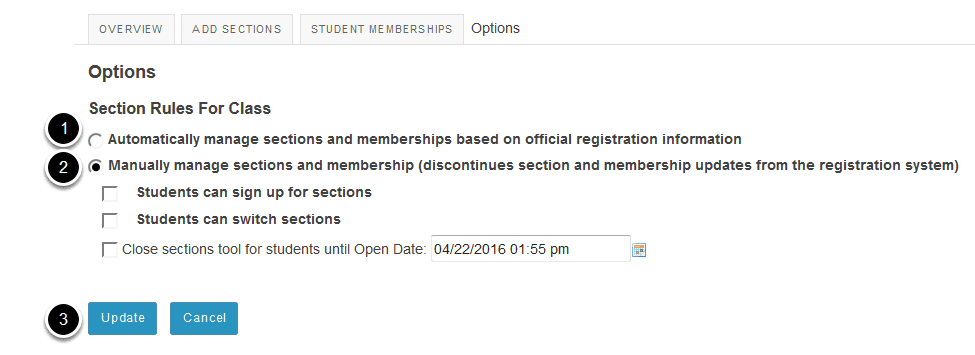 OVERVIEW ADD SECTIONS STUDENT MEMBERSHIPS Options
Options
Section Rules For Class
1 Automatically manage sections and memberships based on official registration information
2 Manually manage sections and membership (discontinues section and membership updates from the registration system)
Students can sign up for sections
Students can switch sections
Close sections tool for students until Open Date: 04/22/2016 01:55 pm
3 Update Cancel